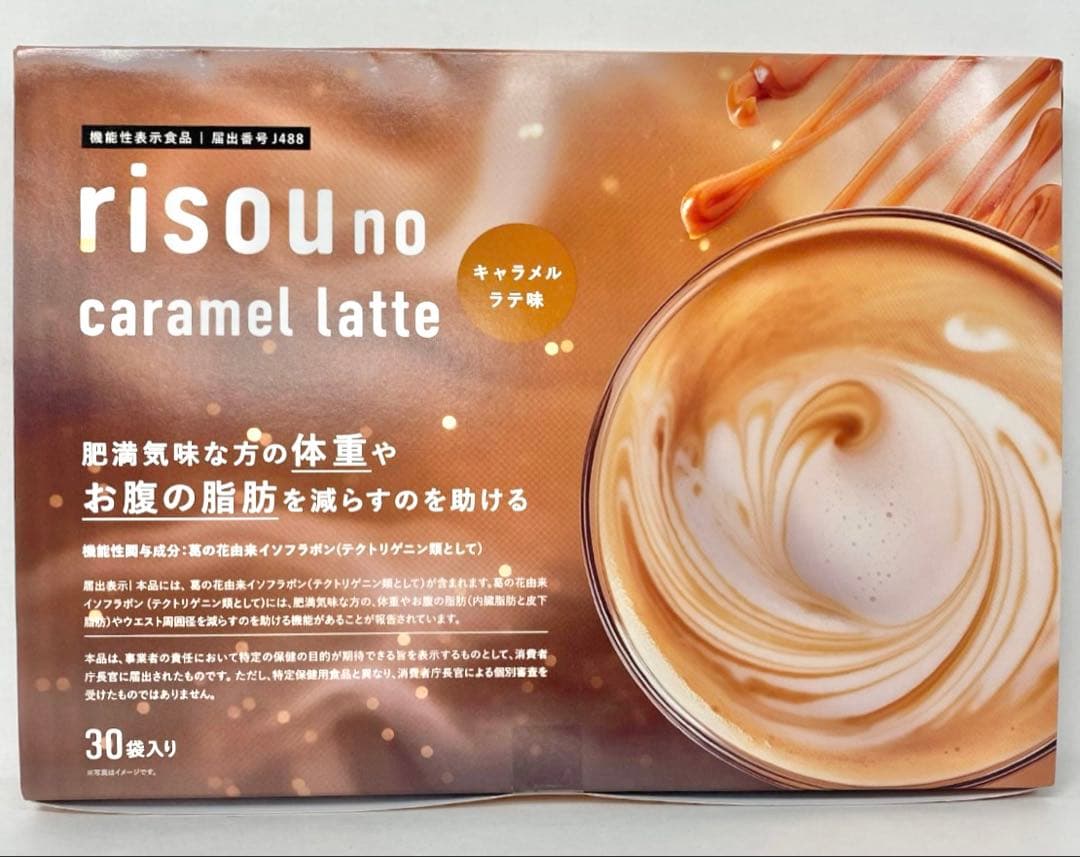 機能性表示食品 | 届出番号J488
risou no
caramel latte
キャラメル
ラテ味
肥満気味な方の体重や
お腹の脂肪を減らすのを助ける
機能性関与成分：葛の花由来イソフラボン（テクトリゲニン類として）
届出表示| 本品には、葛の花由来イソフラボン（テクトリゲニン類として）が含まれます。葛の花由来
イソフラボン（テクトリゲニン類として）には、肥満気味な方の、体重やお腹の脂肪（内臓脂肪と皮下
脂肪）やウエスト周囲径を減らすのを助ける機能があることが報告されています。
本品は、事業者の責任において特定の保健の目的が期待できる旨を表示するものとして、消費者
庁長官に届出されたものです。ただし、特定保健用食品と異なり、消費者庁長官による個別審査を
受けたものではありません。
30袋入り
※写真はイメージです。